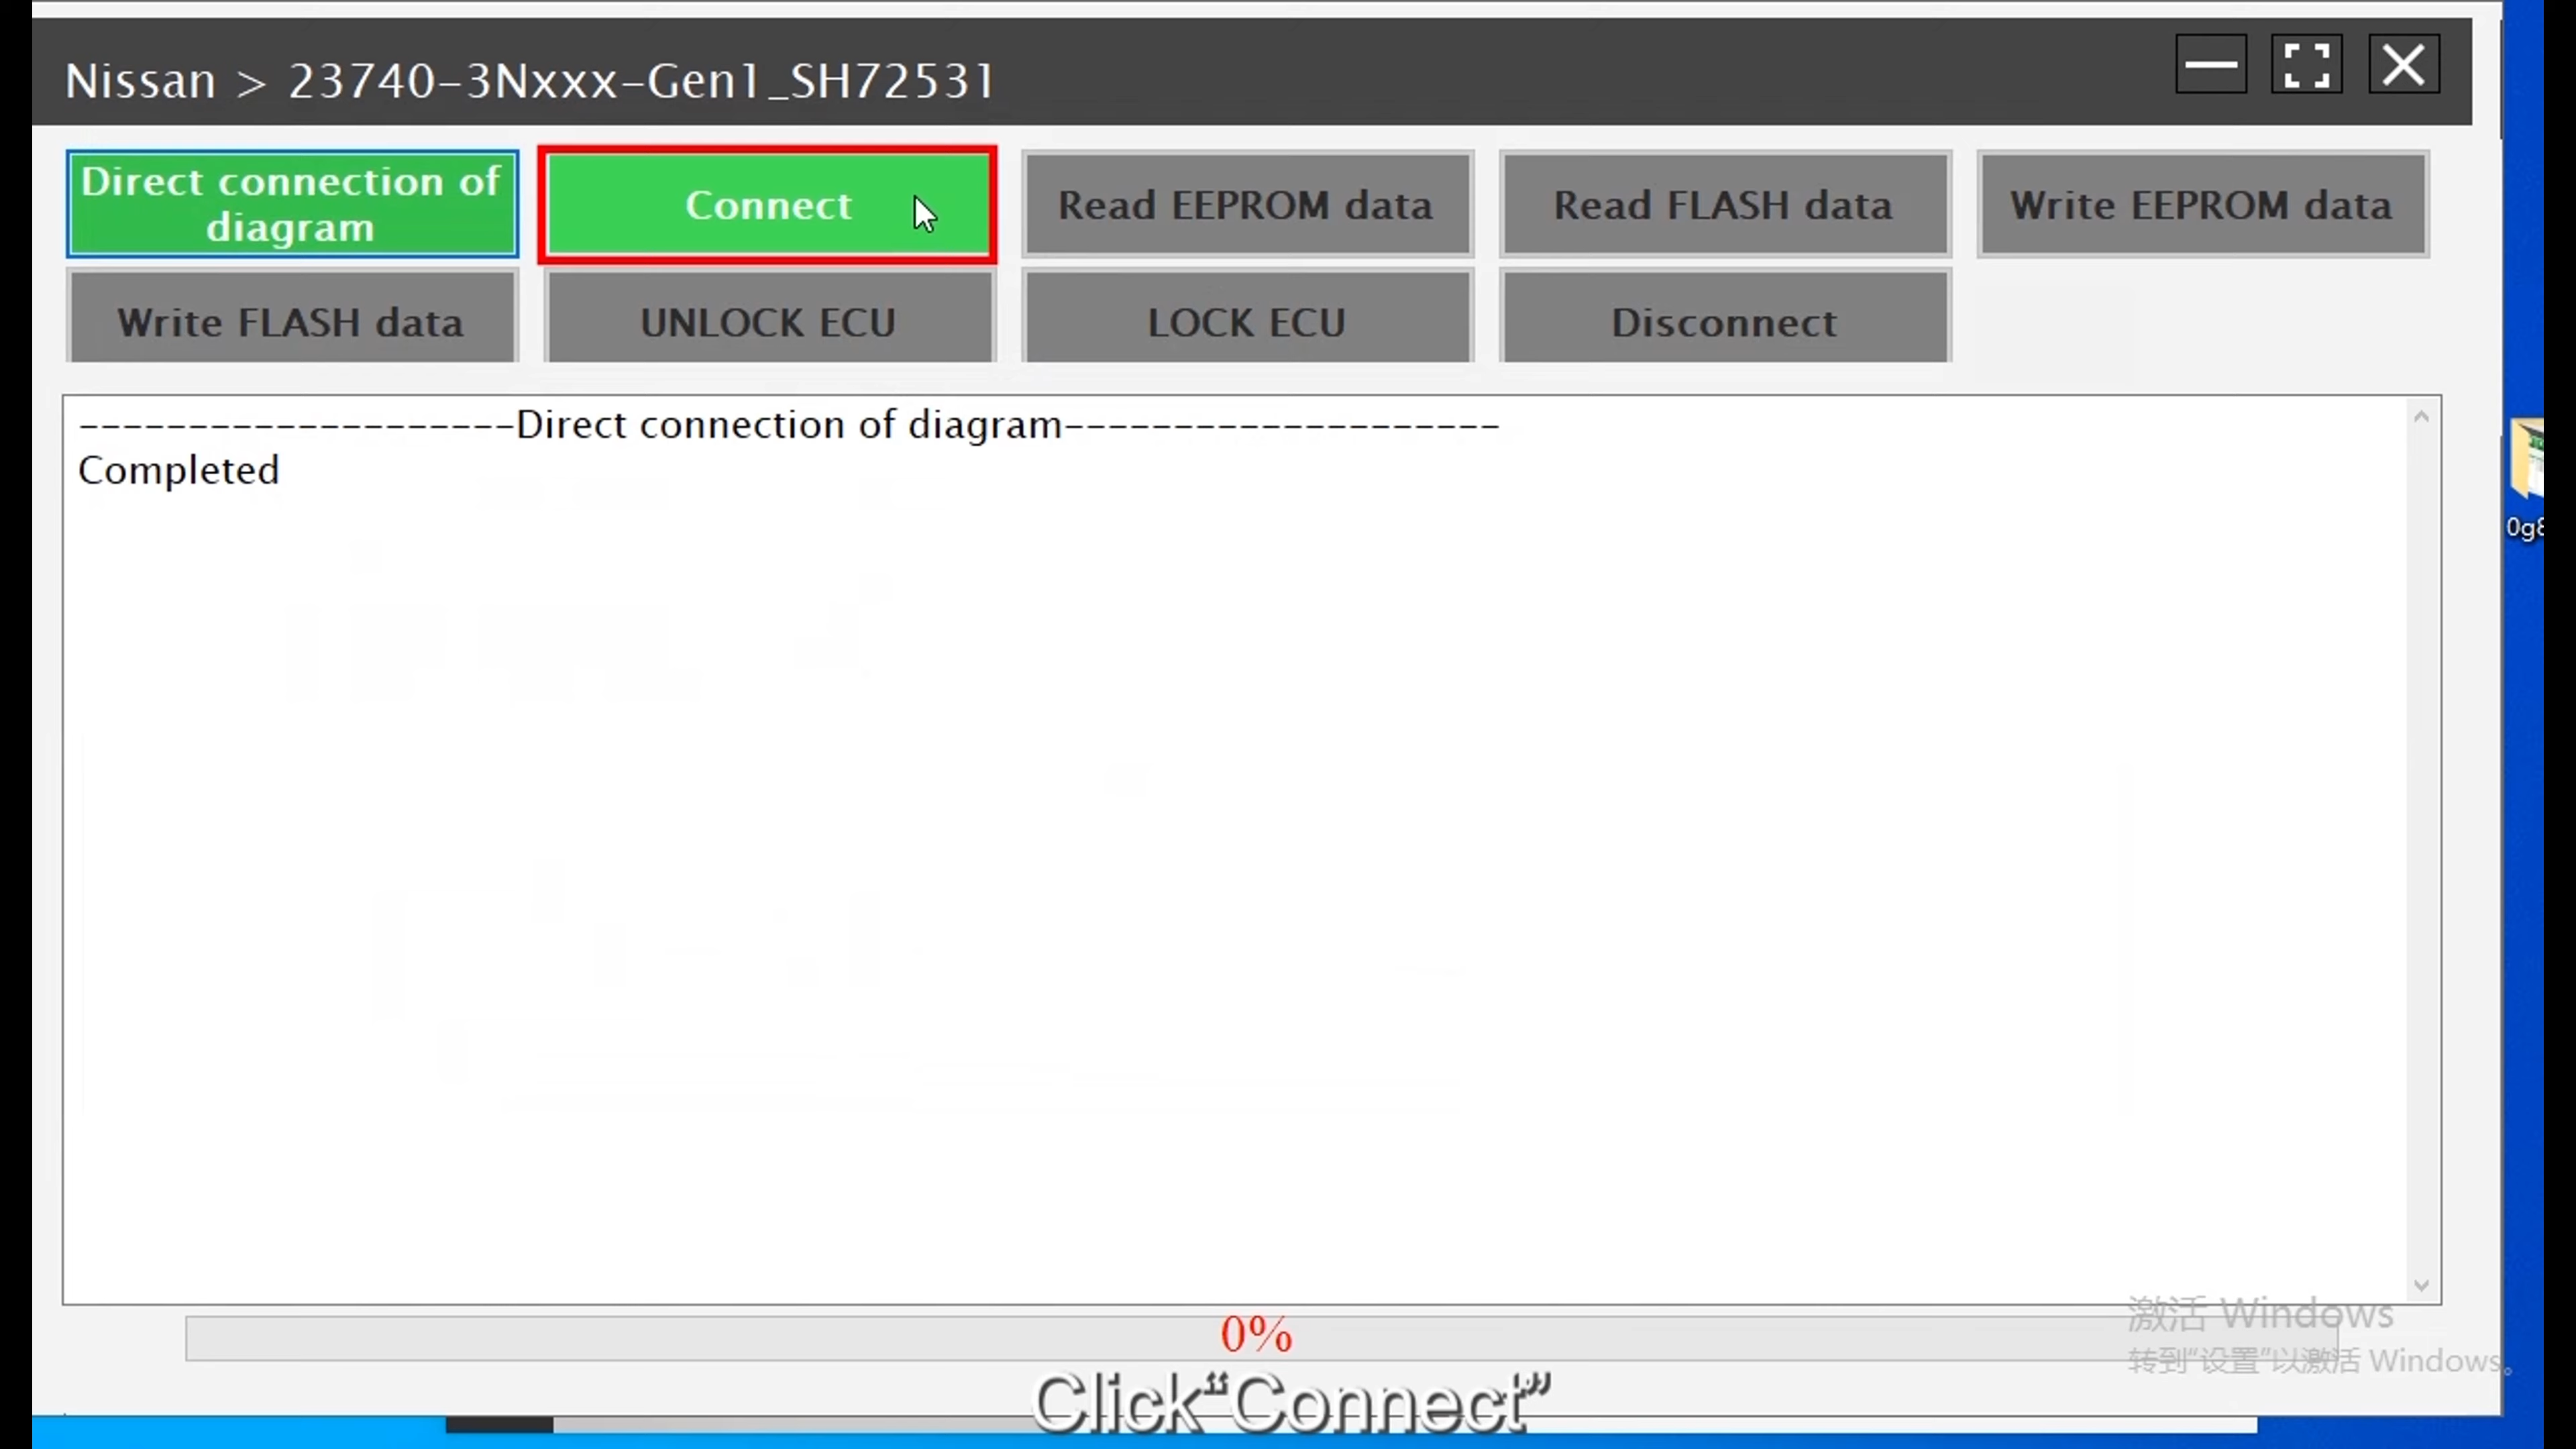 Nissan > 23740-3Nxxx-Gen1_SH72531
Direct connection of
diagram
Connect
Read EEPROM data
Read FLASH data
Write EEPROM data
Write FLASH data
UNLOCK ECU
LOCK ECU
Disconnect
--------------------Direct connection of diagram--------------------
Completed
0g8
0%
激活 Windows
转到“设置”以激活 Windows。
Click“Connect”